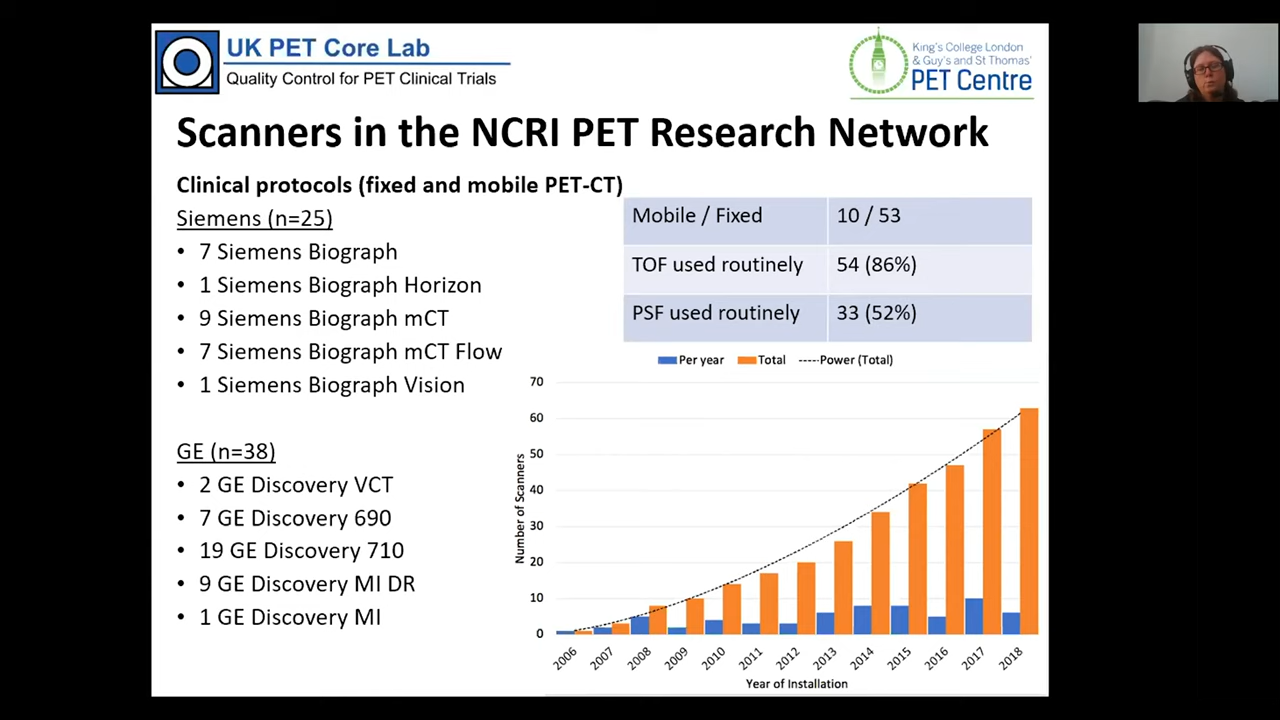 UK PET Core Lab
Quality Control for PET Clinical Trials
King's College London
& Guy's and St Thomas'
PET Centre
Scanners in the NCRI PET Research Network
Clinical protocols (fixed and mobile PET-CT)
Siemens (n=25)
• 7 Siemens Biograph
• 1 Siemens Biograph Horizon
• 9 Siemens Biograph mCT
• 7 Siemens Biograph mCT Flow
• 1 Siemens Biograph Vision
GE (n=38)
• 2 GE Discovery VCT
• 7 GE Discovery 690
• 19 GE Discovery 710
• 9 GE Discovery MI DR
• 1 GE Discovery MI
Mobile / Fixed 10 / 53
TOF used routinely 54 (86%)
PSF used routinely 33 (52%)
Per year Total Power (Total)
Number of Scanners
70
60
50
40
30
20
10
0
2006 2007 2008 2009 2010 2011 2012 2013 2014 2015 2016 2017 2018
Year of Installation